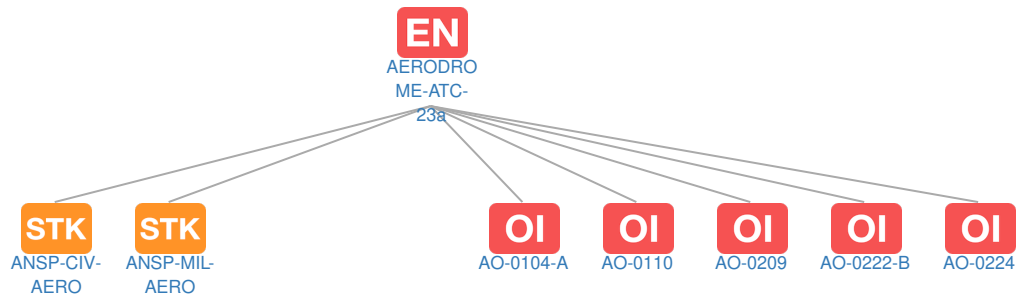 EN
AERODRO
ME-ATC-
23a
STK
STK
OI
OI
OI
OI
OI
ANSP-CIV-
AERO
ANSP-MIL-
AERO
AO-0104-A
AO-0110
AO-0209
AO-0222-B
AO-0224